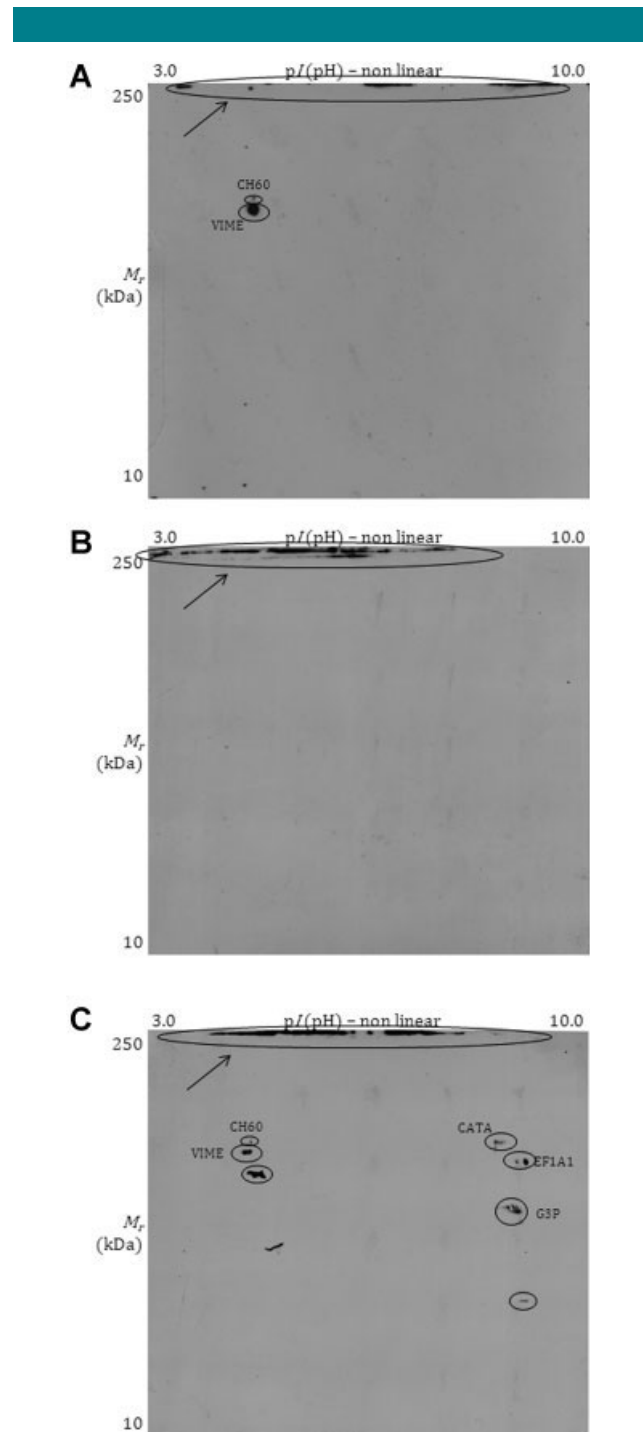 A
3.0 pI(pH) – non linear 10.0
250
CH60
VIME
Mr
(kDa)
10
B
3.0 pI(pH) – non linear 10.0
250
Mr
(kDa)
10
C
3.0 pI(pH) – non linear 10.0
250
CH60
CATA
VIME
EF1A1
G3P
Mr
(kDa)
10